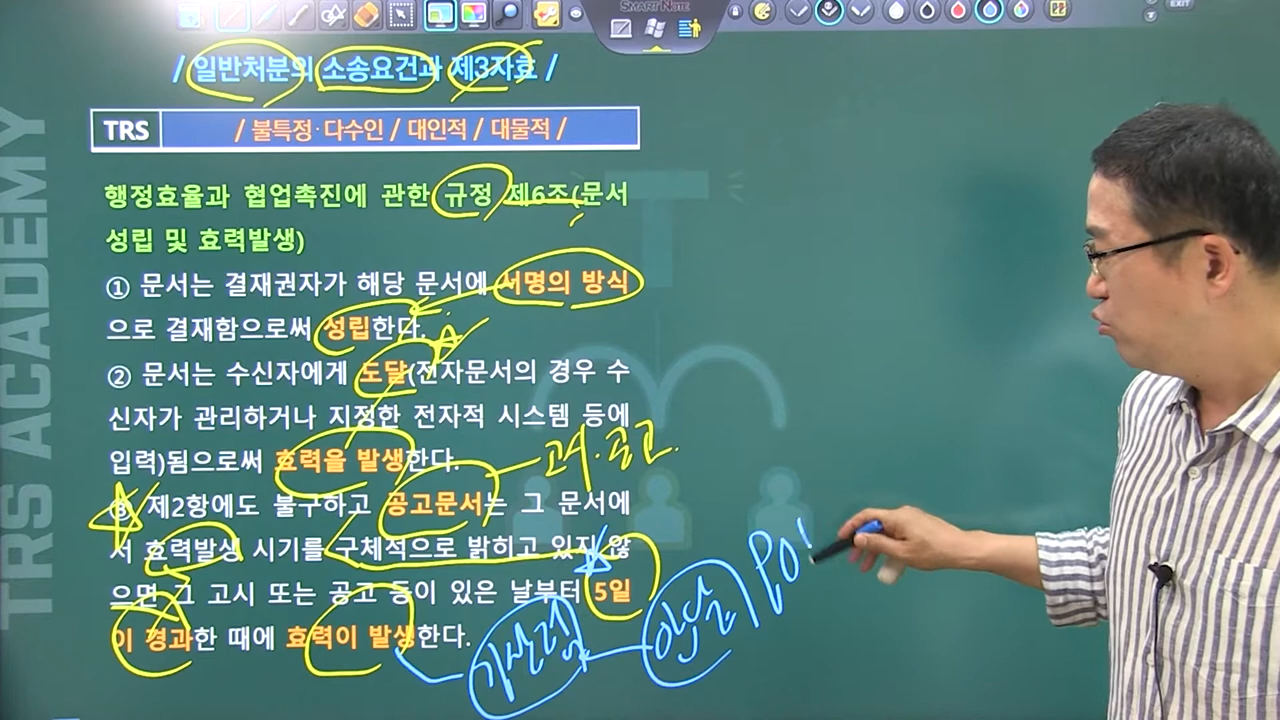 SMART NOTE
EXIT
/ 일반처분의 소송요건과 제3자효 /
TRS / 불특정·다수인 / 대인적 / 대물적 /
행정효율과 협업촉진에 관한 규정 제6조(문서
성립 및 효력발생)
① 문서는 결재권자가 해당 문서에 서명의 방식
으로 결재함으로써 성립한다.
② 문서는 수신자에게 도달(전자문서의 경우 수
신자가 관리하거나 지정한 전자적 시스템 등에
입력)됨으로써 효력을 발생한다.
고시·공고.
③ 제2항에도 불구하고 공고문서는 그 문서에
서 효력발생 시기를 구체적으로 밝히고 있지 않
으면 그 고시 또는 공고 등이 있은 날부터 5일
이 경과한 때에 효력이 발생한다.
TRS ACADEMY